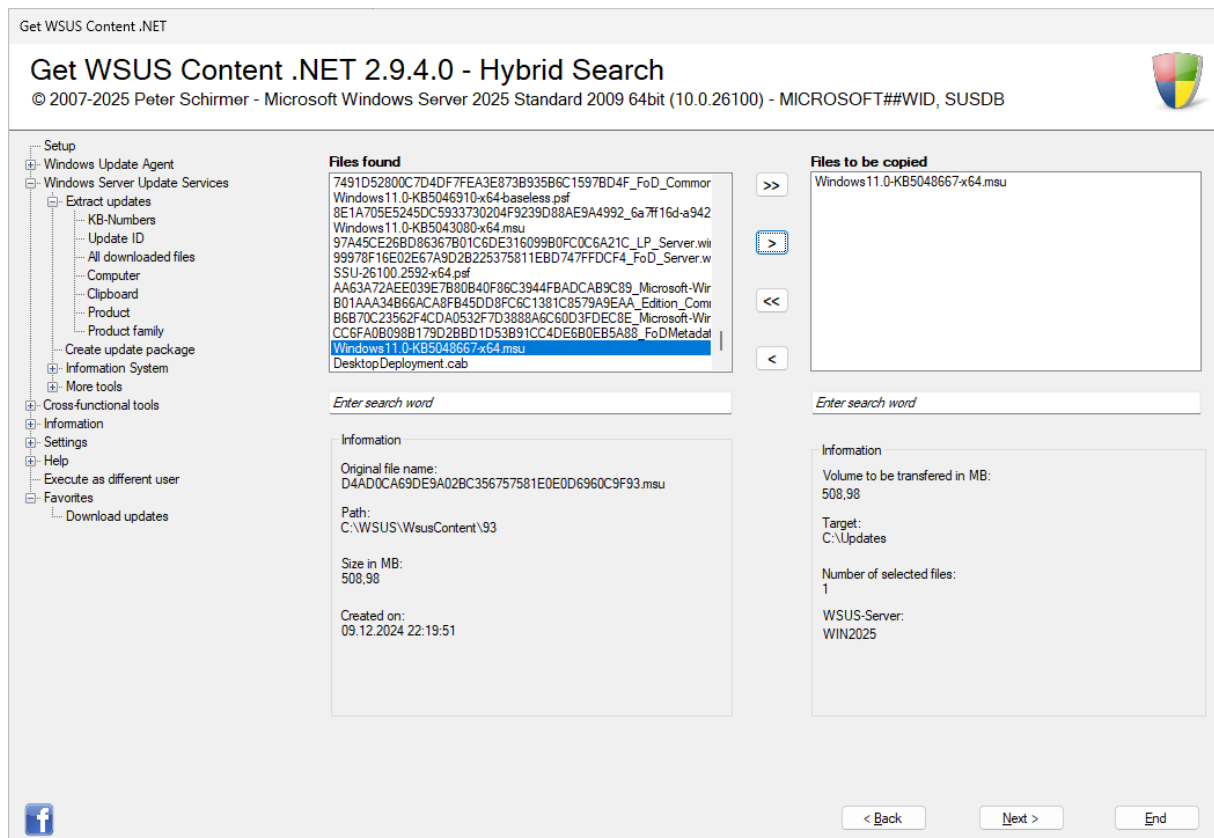 Get WSUS Content .NET
Get WSUS Content .NET 2.9.4.0 - Hybrid Search
© 2007-2025 Peter Schirmer - Microsoft Windows Server 2025 Standard 2009 64bit (10.0.26100) - MICROSOFT##WID, SUSDB
Setup
Windows Update Agent
Windows Server Update Services
Extract updates
KB-Numbers
Update ID
All downloaded files
Computer
Clipboard
Product
Product family
Create update package
Information System
More tools
Cross-functional tools
Information
Settings
Help
Execute as different user
Favorites
Download updates
Files found
7491D52800C7D4DF7FEA3E873B935B6C1597BD4F_FoD_Common
Windows11.0-KB5046910-x64-baseless.psf
8E1A705E5245DC5933730204F9239D88AE9A4992_6a7ff16d-a942
Windows11.0-KB5043080-x64.msu
97A45CE26BD86367B01C6DE316099B0FC0C6A21C_LP_Server.wi
99978F16E02E67A9D2B225375811EBD747FFDCF4_FoD_Server.w
SSU-26100.2592-x64.psf
AA63A72AEE039E7B80B40F86C3944FBADCAB9C89_Microsoft-Wi
B01AAA34B66ACA8FB45DD8FC6C1381C8579A9EAA_Edition_Com
B6B70C23562F4CDA0532F7D3888A6C60D3FDEC8E_Microsoft-Wi
CC6FA0B098B179D2BBD1D53B91CC4DE6B0EB5A88_FoDMetadat
Windows11.0-KB5048667-x64.msu
DesktopDeployment.cab
Enter search word
Information
Original file name:
D4AD0CA69DE9A02BC356757581E0E0D6960C9F93.msu
Path:
C:\WSUS\WsusContent\93
Size in MB:
508,98
Created on:
09.12.2024 22:19:51
>>
>
<<
<
Files to be copied
Windows11.0-KB5048667-x64.msu
Enter search word
Information
Volume to be transfered in MB:
508,98
Target:
C:\Updates
Number of selected files:
1
WSUS-Server:
WIN2025
f
< Back
Next >
End